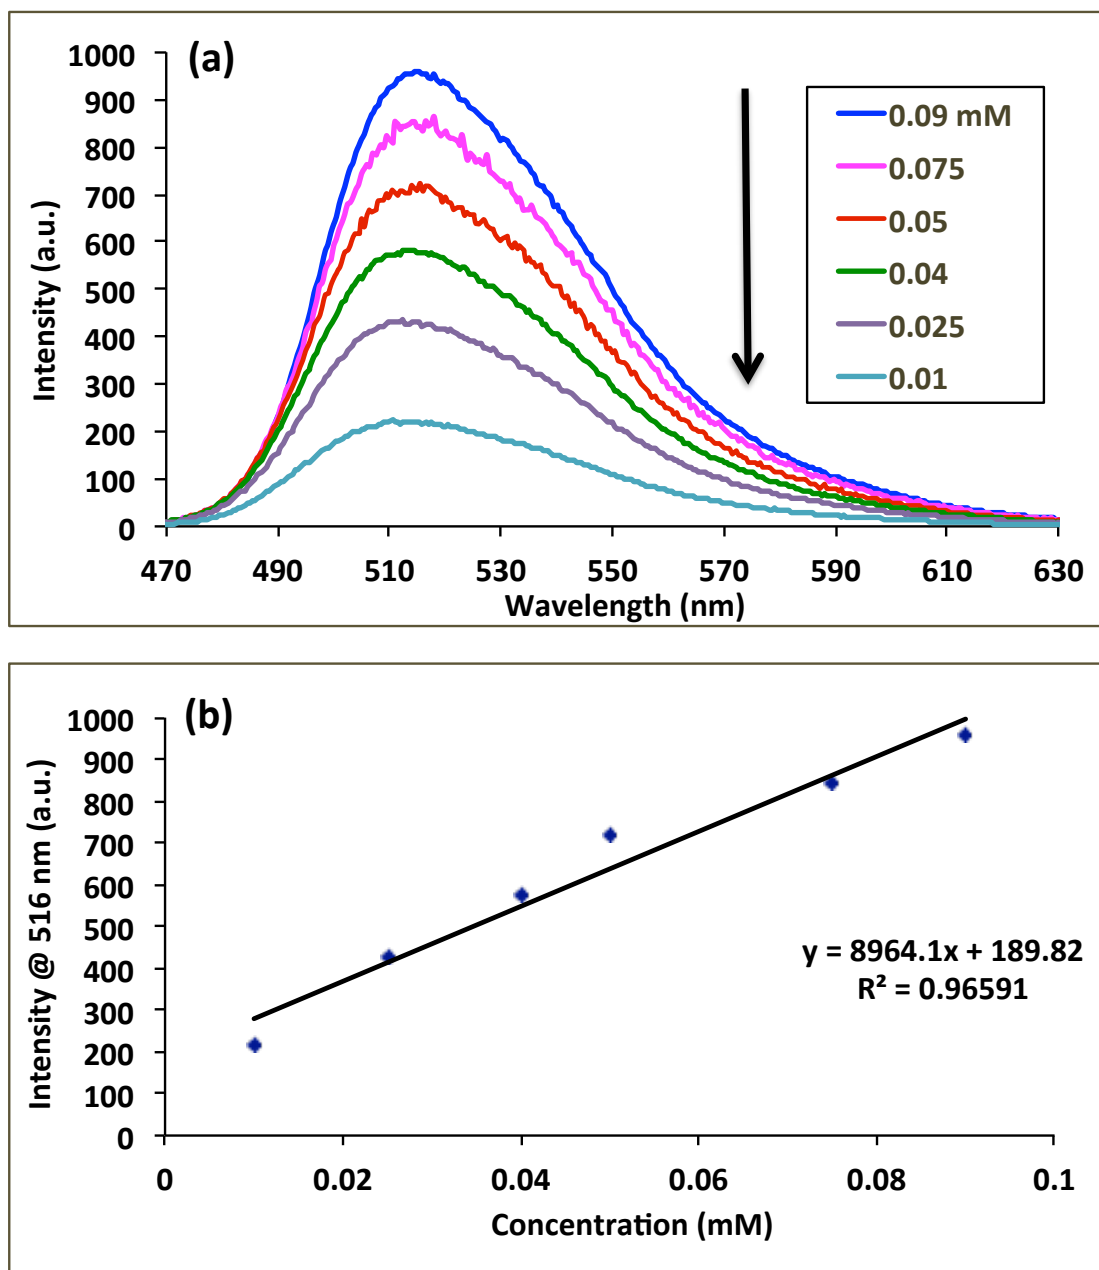 (a)
1000
900
800
700
600
500
400
300
200
100
0
Intensity (a.u.)
470 490 510 530 550 570 590 610 630
Wavelength (nm)
0.09 mM
0.075
0.05
0.04
0.025
0.01
(b)
1000
900
800
700
600
500
400
300
200
100
0
Intensity @ 516 nm (a.u.)
y = 8964.1x + 189.82
R² = 0.96591
0 0.02 0.04 0.06 0.08 0.1
Concentration (mM)